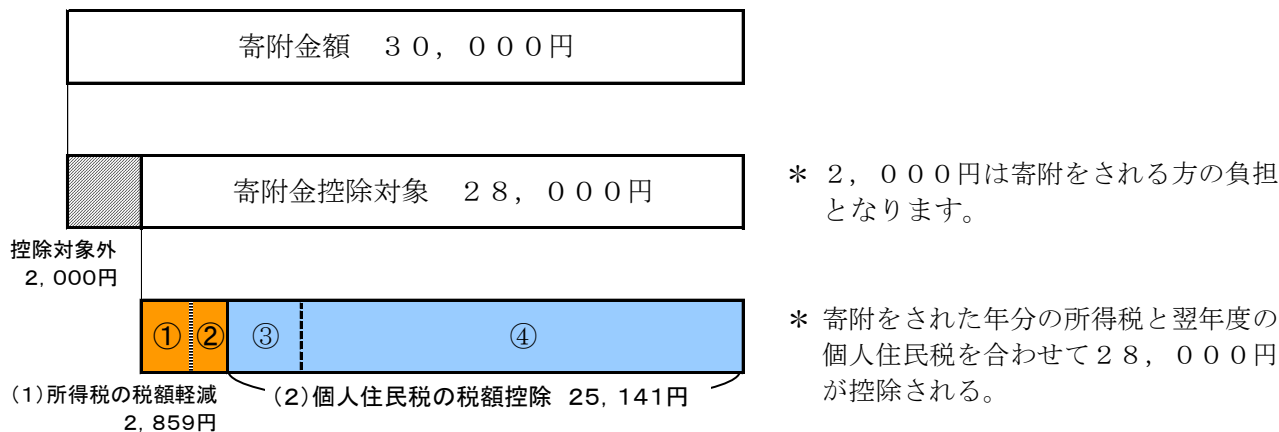 寄附金額　３０，０００円
寄附金控除対象　２８，０００円
＊ ２，０００円は寄附をされる方の負担
となります。
控除対象外
2,000円
① ② ③ ④
＊ 寄附をされた年分の所得税と翌年度の
個人住民税を合わせて２８，０００円
が控除される。
(1)所得税の税額軽減
2,859円
(2)個人住民税の税額控除 25,141円